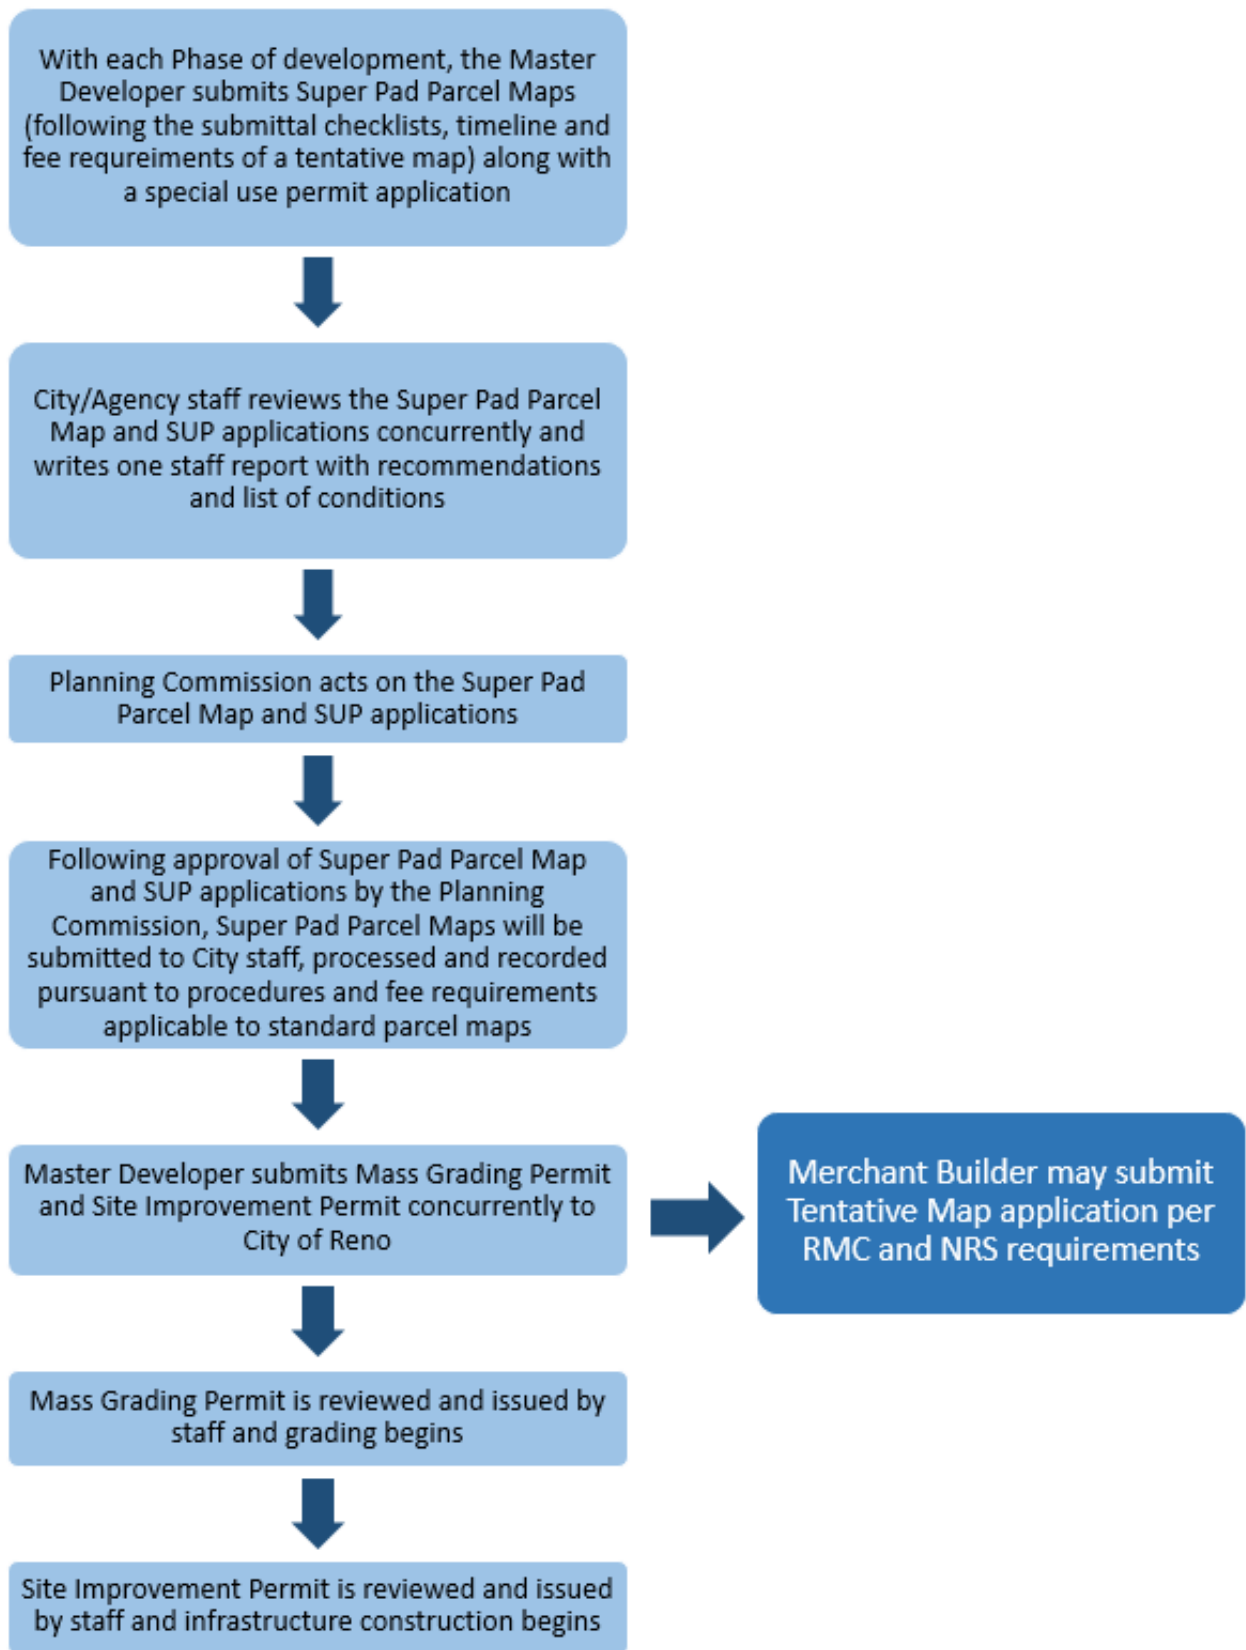 With each Phase of development, the Master
Developer submits Super Pad Parcel Maps
(following the submittal checklists, timeline and
fee requreiments of a tentative map) along with
a special use permit application
City/Agency staff reviews the Super Pad Parcel
Map and SUP applications concurrently and
writes one staff report with recommendations
and list of conditions
Planning Commission acts on the Super Pad
Parcel Map and SUP applications
Following approval of Super Pad Parcel Map
and SUP applications by the Planning
Commission, Super Pad Parcel Maps will be
submitted to City staff, processed and recorded
pursuant to procedures and fee requirements
applicable to standard parcel maps
Master Developer submits Mass Grading Permit
and Site Improvement Permit concurrently to
City of Reno
Merchant Builder may submit
Tentative Map application per
RMC and NRS requirements
Mass Grading Permit is reviewed and issued by
staff and grading begins
Site Improvement Permit is reviewed and issued
by staff and infrastructure construction begins